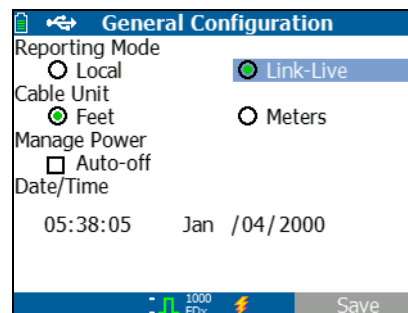 General Configuration
Reporting Mode
Local Link-Live
Cable Unit
Feet Meters
Manage Power
Auto-off
Date/Time
05:38:05 Jan /04/2000
1000
FDx Save